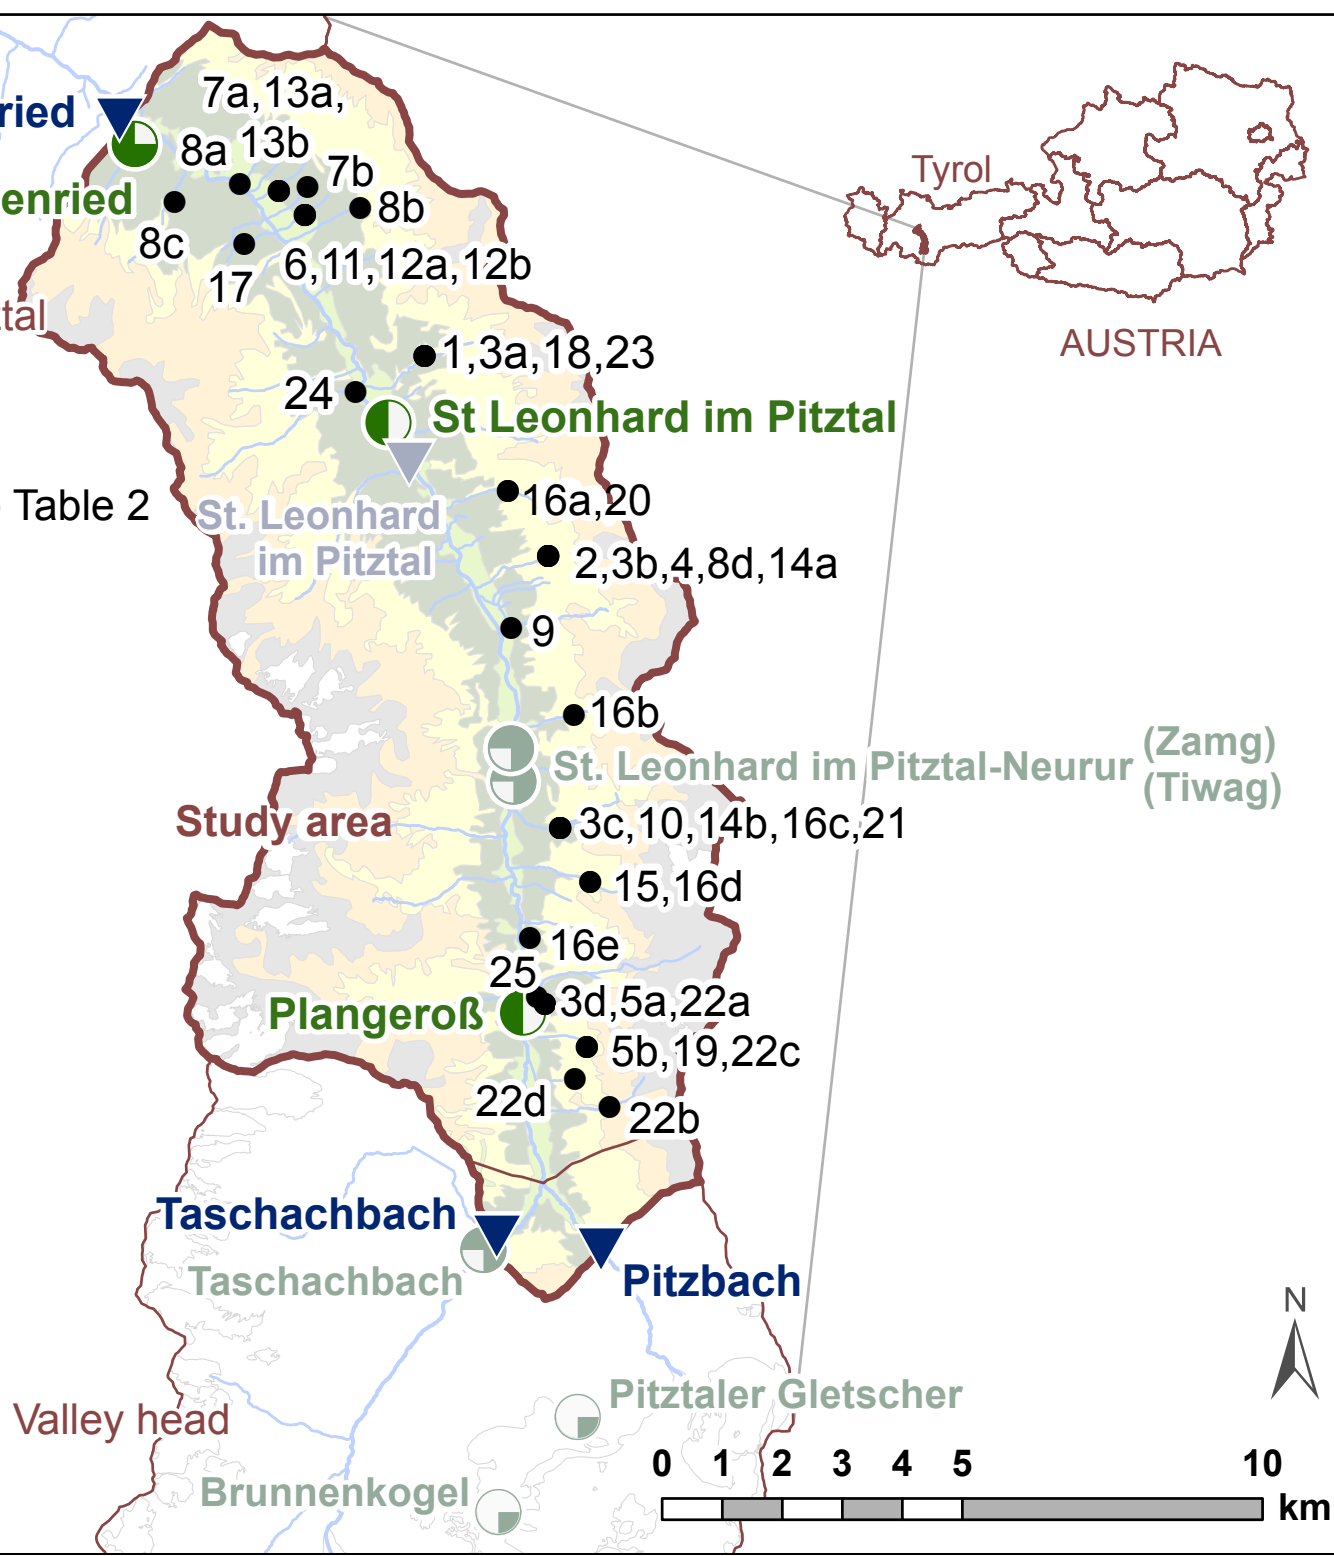 7a,13a,
13b
ried
8a
7b
enried
8b
8c
6,11,12a,12b
17
tal
1,3a,18,23
24
St Leonhard im Pitztal
16a,20
Table 2
St. Leonhard
im Pitztal
2,3b,4,8d,14a
9
16b
St. Leonhard im Pitztal-Neurur
(Zamg)
(Tiwag)
Study area
3c,10,14b,16c,21
15,16d
16e
25
3d,5a,22a
Plangeroß
5b,19,22c
22d
22b
Taschachbach
Taschachbach
Pitzbach
Pitztaler Gletscher
Valley head
Brunnenkogel
Tyrol
AUSTRIA
N
0 1 2 3 4 5 10
km